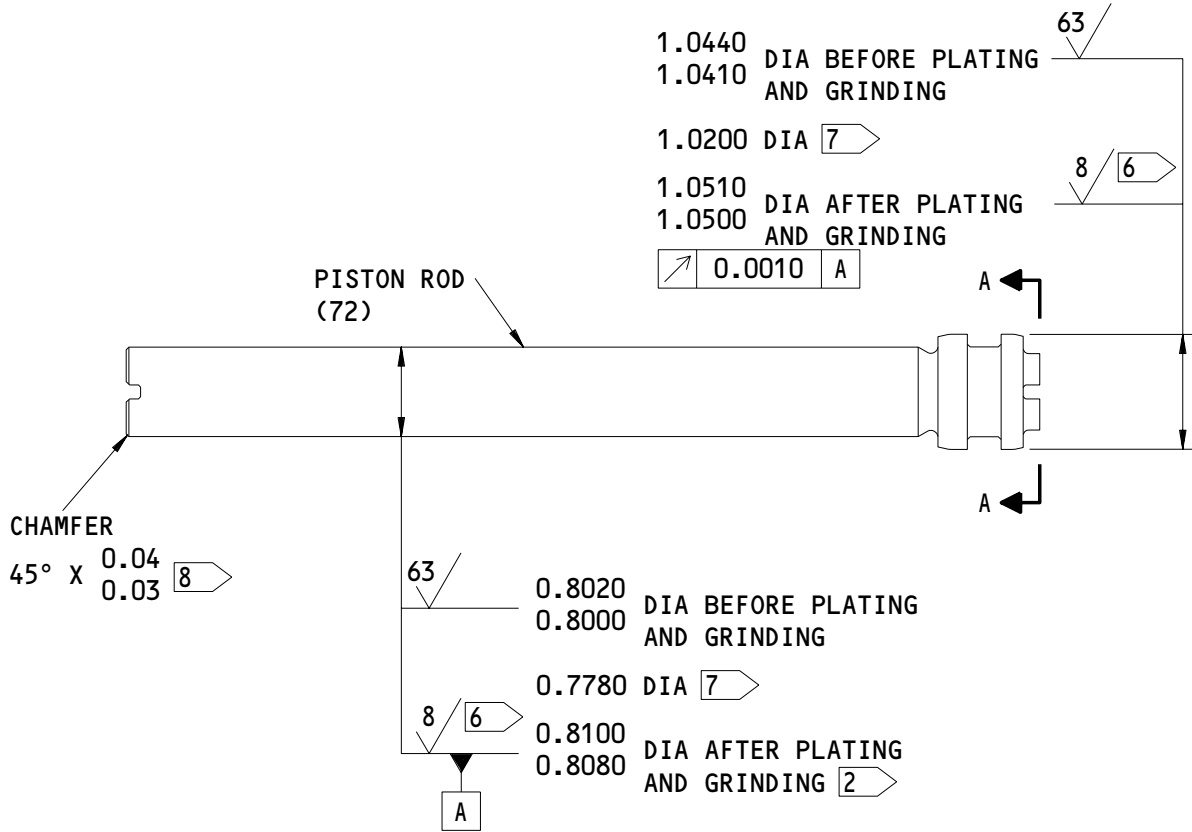 63
1.0440
1.0410 DIA BEFORE PLATING
AND GRINDING
1.0200 DIA 7
8 6
1.0510
1.0500 DIA AFTER PLATING
AND GRINDING
0.0010 A
A
PISTON ROD
(72)
A
CHAMFER
45° X 0.04
0.03 8
63
0.8020
0.8000 DIA BEFORE PLATING
AND GRINDING
0.7780 DIA 7
8 6
0.8100
0.8080 DIA AFTER PLATING
AND GRINDING 2
A